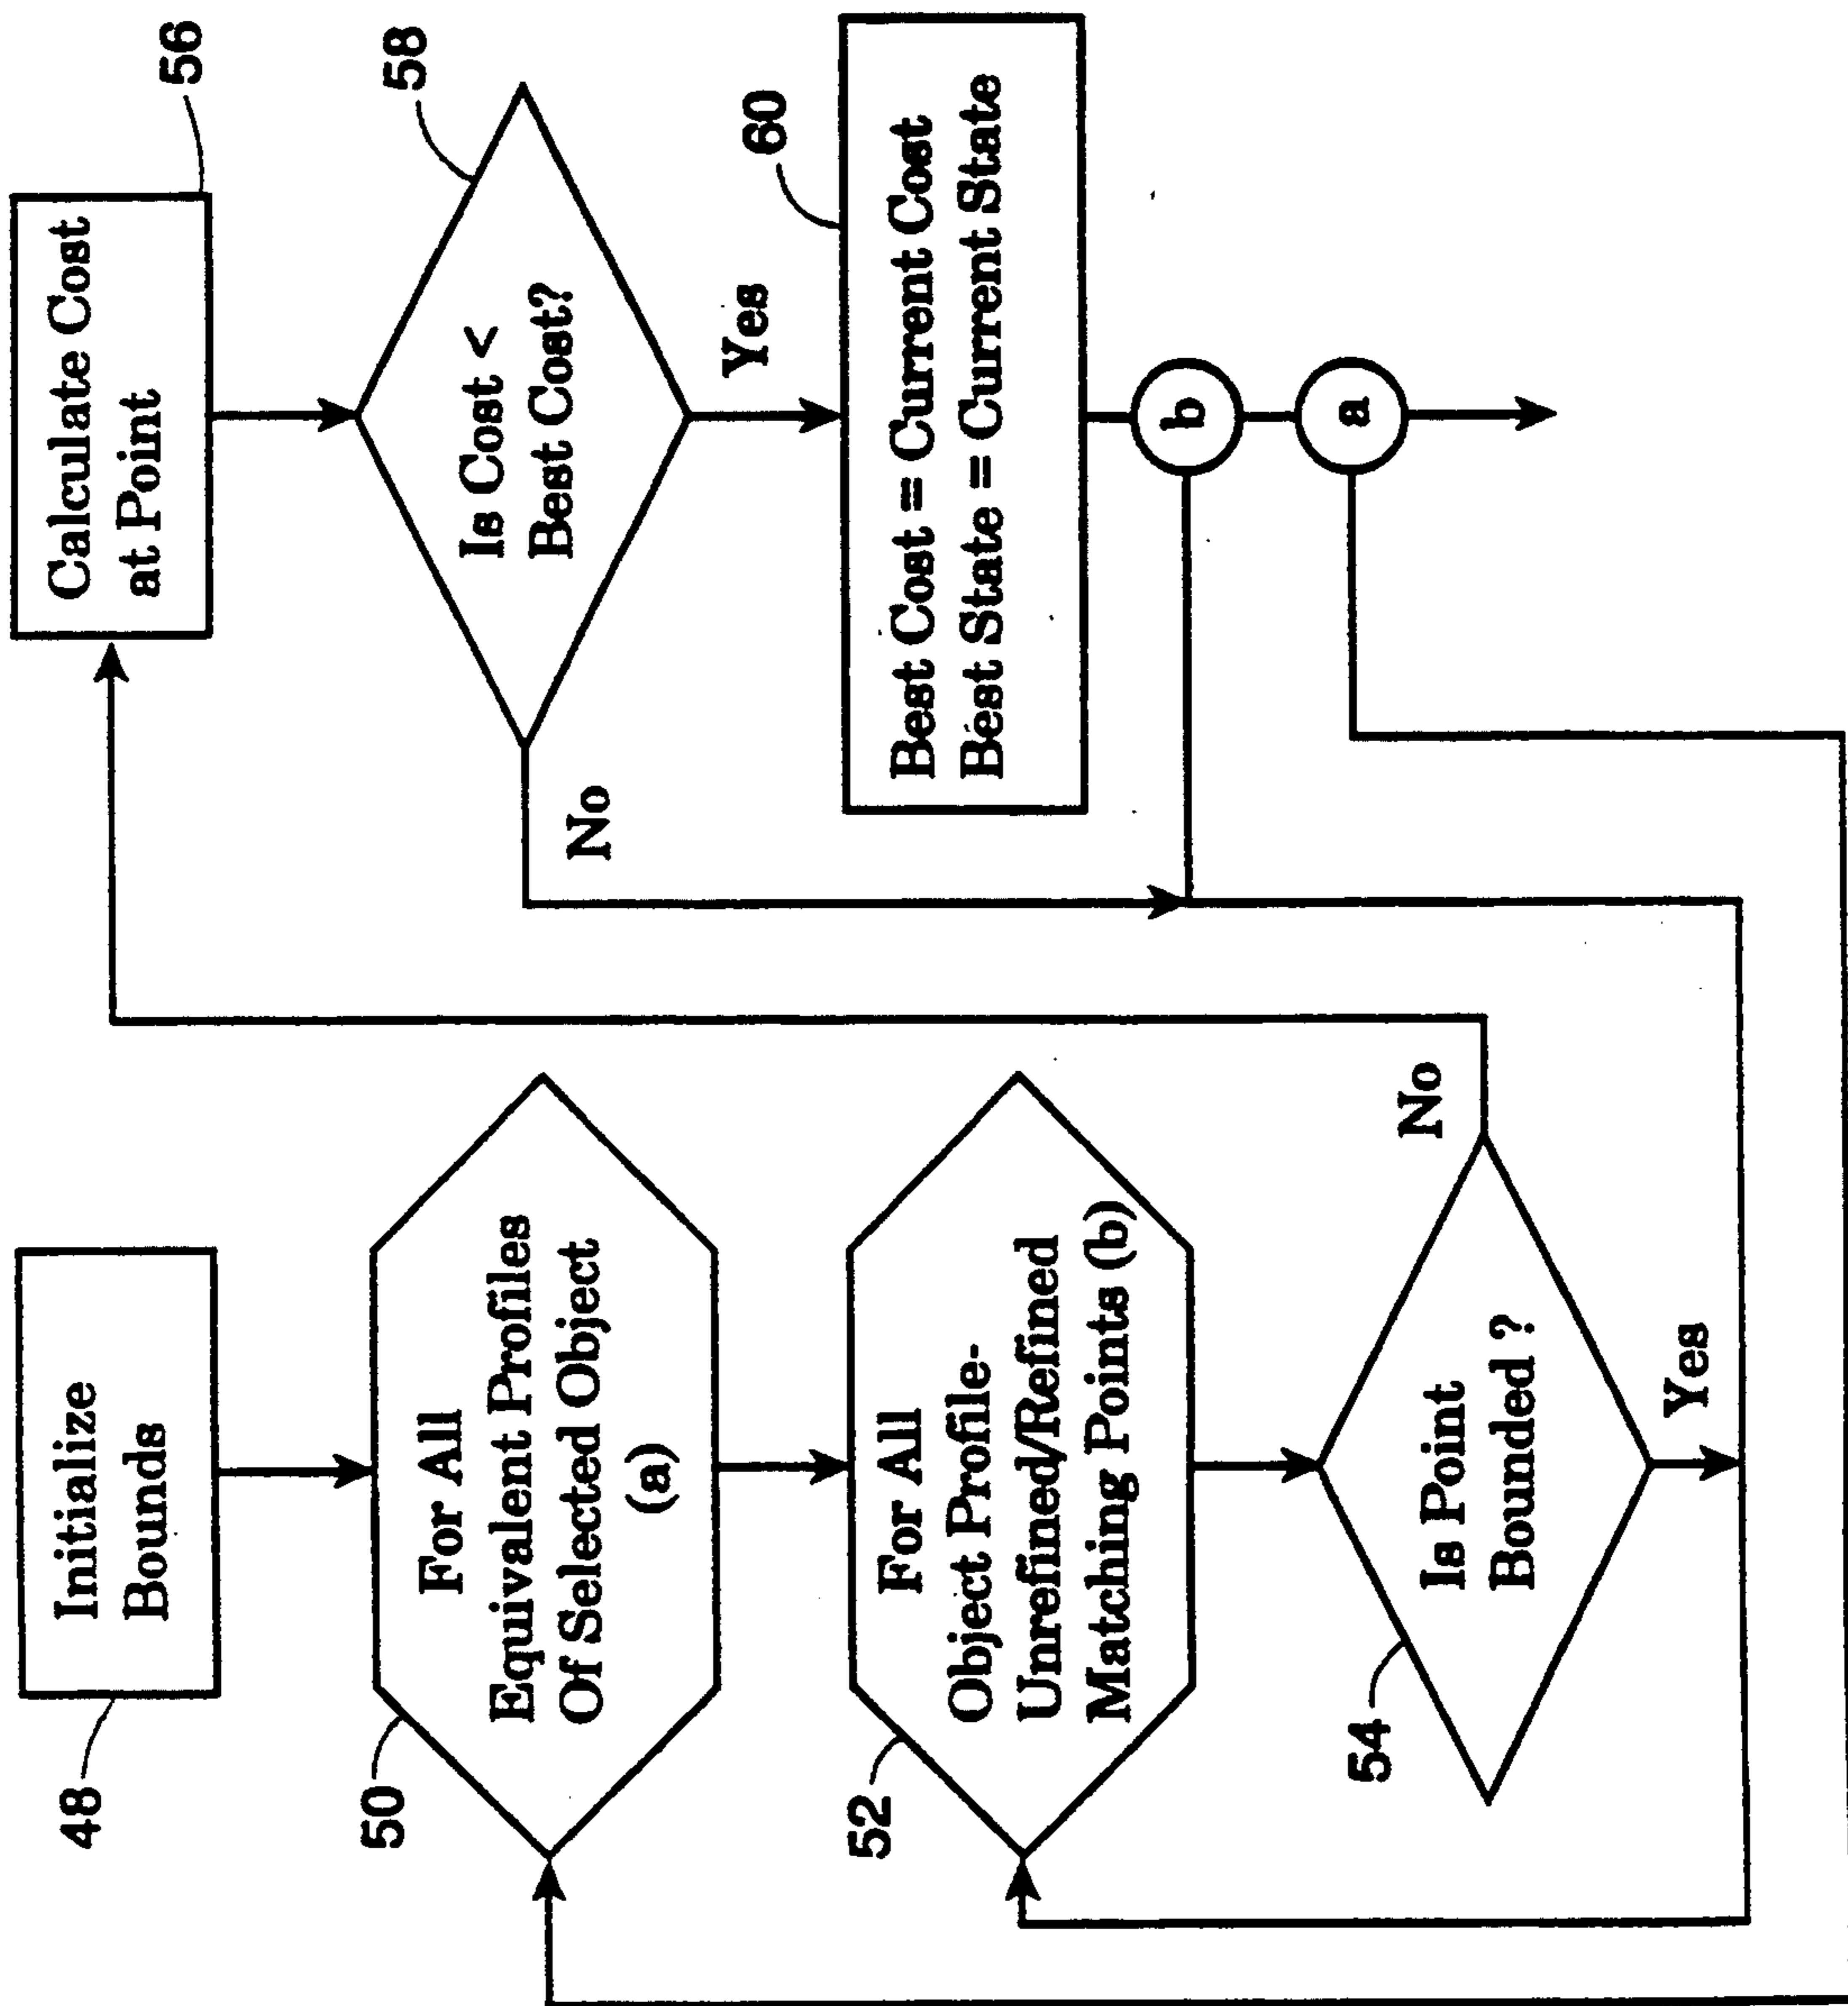 48
Initialize
Bounds
50
For All
Equivalent Profiles
Of Selected Object
(a)
52
For All
Object Profile-
Unrefined/Refined
Matching Points (b)
54
Is Point
Bounded ?
No
Yes
Calculate Cost
at Point
56
Is Cost <
Best Cost?
58
No
Yes
60
Best Cost = Current Cost
Best State = Current State
b
a